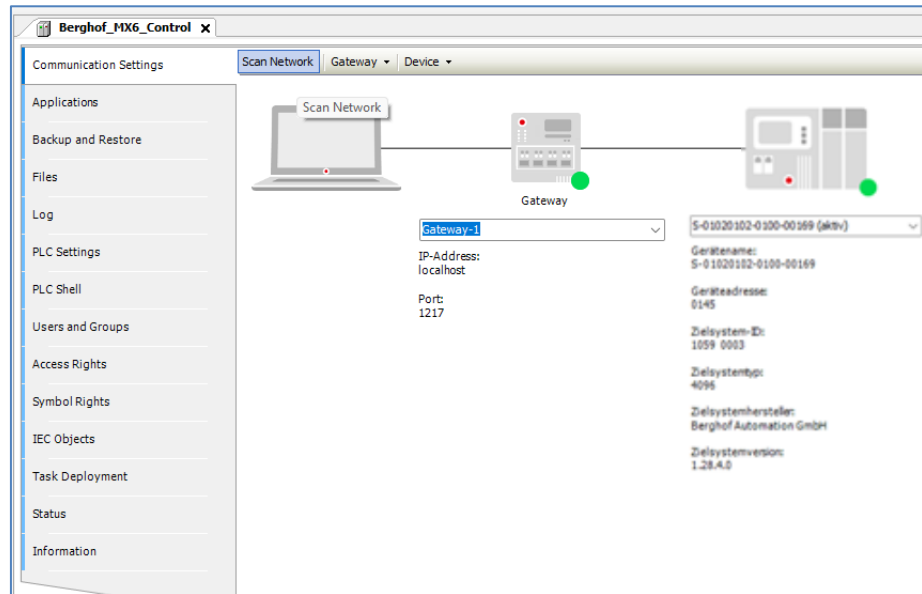 Berghof_MX6_Control
Communication Settings
Applications
Backup and Restore
Files
Log
PLC Settings
PLC Shell
Users and Groups
Access Rights
Symbol Rights
IEC Objects
Task Deployment
Status
Information
Scan Network Gateway Device
Scan Network
Gateway
Gateway-1
IP-Address:
localhost
Port:
1217
S-01020102-0100-00169 (aktiv)
Gerätename:
S-01020102-0100-00169
Geräteadresse:
0145
Zielsystem-ID:
1059 0003
Zielsystemtyp:
4096
Zielsystemhersteller:
Berghof Automation GmbH
Zielsystemversion:
1.28.4.0